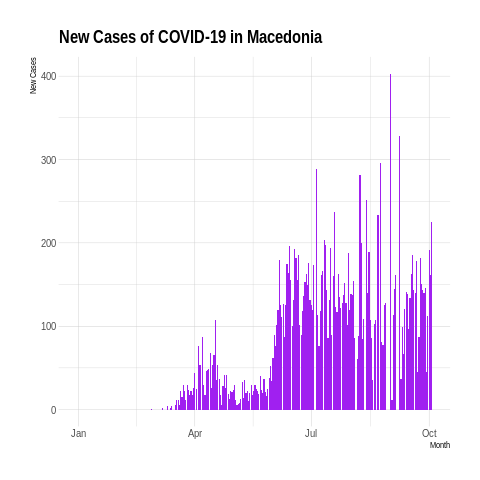 New Cases of COVID-19 in Macedonia
New Cases
400
300
200
100
0
Jan Apr Jul Oct
Month